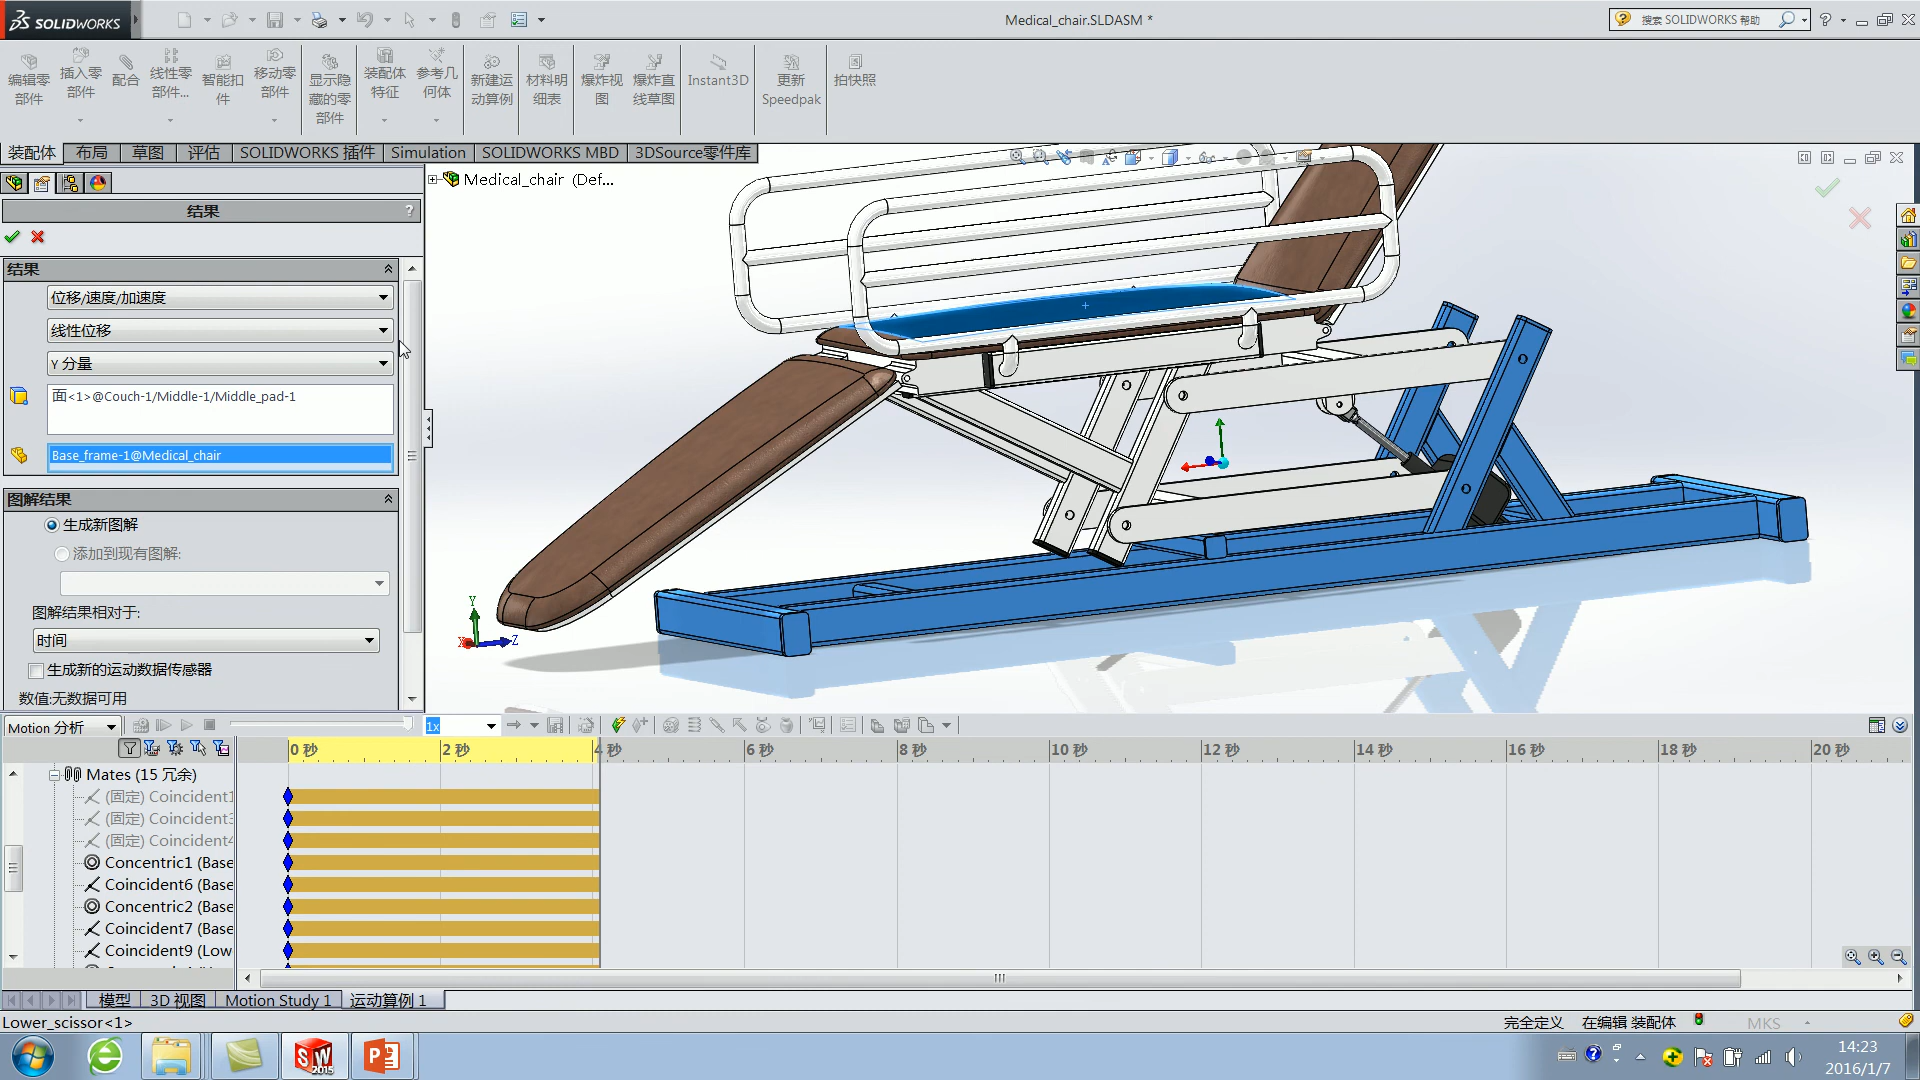 SOLIDWORKS
Medical_chair.SLDASM *
搜索 SOLIDWORKS 帮助
编辑零部件
插入零部件
配合
线性零部件...
智能扣件
移动零部件
显示隐藏的零部件
装配体特征
参考几何体
新建运动算例
材料明细表
爆炸视图
爆炸直线草图
Instant3D
更新 Speedpak
拍快照
装配体
布局
草图
评估
SOLIDWORKS 插件
Simulation
SOLIDWORKS MBD
3DSource零件库
Medical_chair (Def...
结果
?
结果
位移/速度/加速度
线性位移
Y 分量
面<1>@Couch-1/Middle-1/Middle_pad-1
Base_frame-1@Medical_chair
图解结果
生成新图解
添加到现有图解:
图解结果相对于:
时间
生成新的运动数据传感器
数值:无数据可用
Y
X
Z
Motion 分析
1x
0 秒
2 秒
4 秒
6 秒
8 秒
10 秒
12 秒
14 秒
16 秒
18 秒
20 秒
Mates (15 冗余)
(固定) Coincident1
(固定) Coincident3
(固定) Coincident4
Concentric1 (Base
Coincident6 (Base
Concentric2 (Base
Coincident7 (Base
Coincident9 (Low
模型
3D 视图
Motion Study 1
运动算例 1
Lower_scissor<1>
完全定义
在编辑 装配体
MKS
SW
2015
14:23
2016/1/7